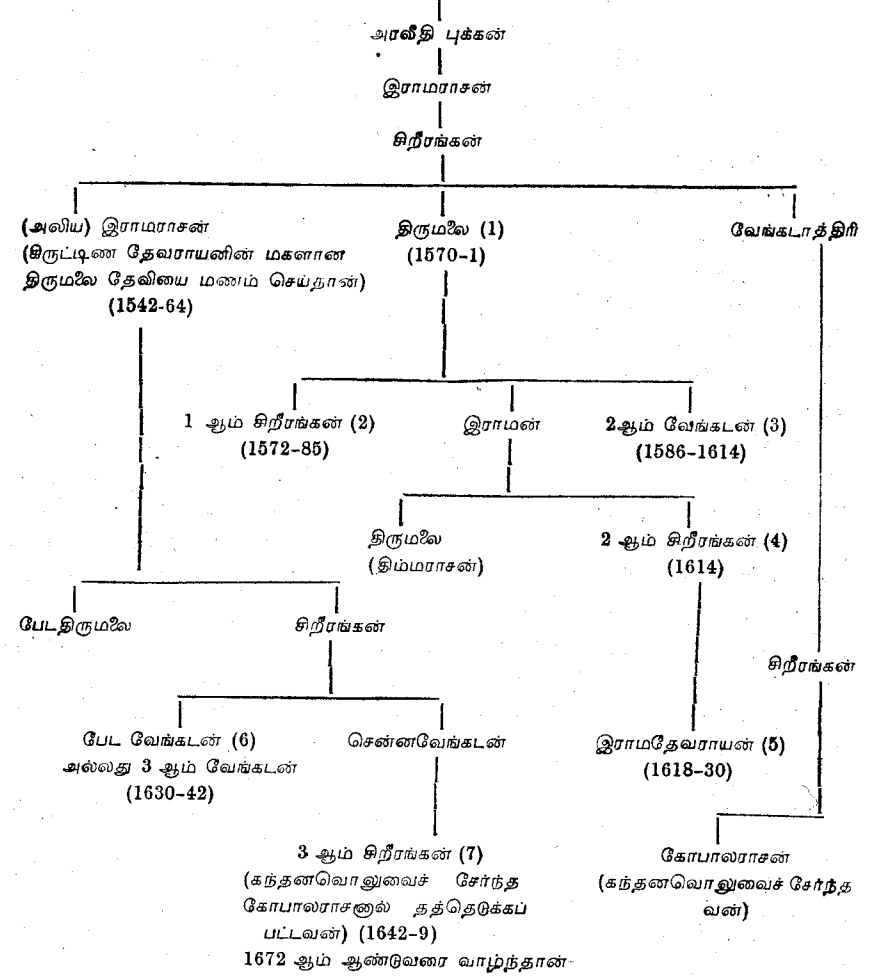 அரவீதி புக்கன்
இராமராசன்
சிறீரங்கன்
(அலிய) இராமராசன்
(கிருட்டிண தேவராயனின் மகளான
திருமலை தேவியை மணம் செய்தான்)
(1542-64)
திருமலை (1)
(1570-1)
வேங்கடாத்திரி
1 ஆம் சிறீரங்கன் (2)
(1572-85)
இராமன்
2ஆம் வேங்கடன் (3)
(1586-1614)
திருமலை
(திம்மராசன்)
2 ஆம் சிறீரங்கன் (4)
(1614)
பேடதிருமலை
சிறீரங்கன்
சிறீரங்கன்
பேட வேங்கடன் (6)
அல்லது 3 ஆம் வேங்கடன்
(1630-42)
சென்னவேங்கடன்
இராமதேவராயன் (5)
(1618-30)
3 ஆம் சிறீரங்கன் (7)
(கந்தனவொலுவைச் சேர்ந்த
கோபாலராசனால் தத்தெடுக்கப்
பட்டவன்) (1642-9)
1672 ஆம் ஆண்டுவரை வாழ்ந்தான்
கோபாலராசன்
(கந்தனவொலுவைச் சேர்ந்த
வன்)